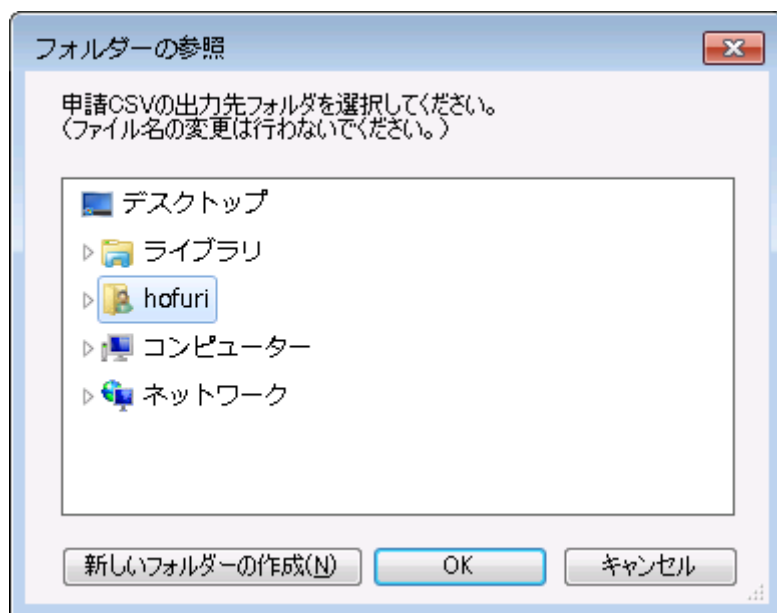 フォルダーの参照
申請CSVの出力先フォルダを選択してください。
(ファイル名の変更は行わないでください。)
デスクトップ
ライブラリ
hofuri
コンピューター
ネットワーク
新しいフォルダーの作成(N) OK キャンセル